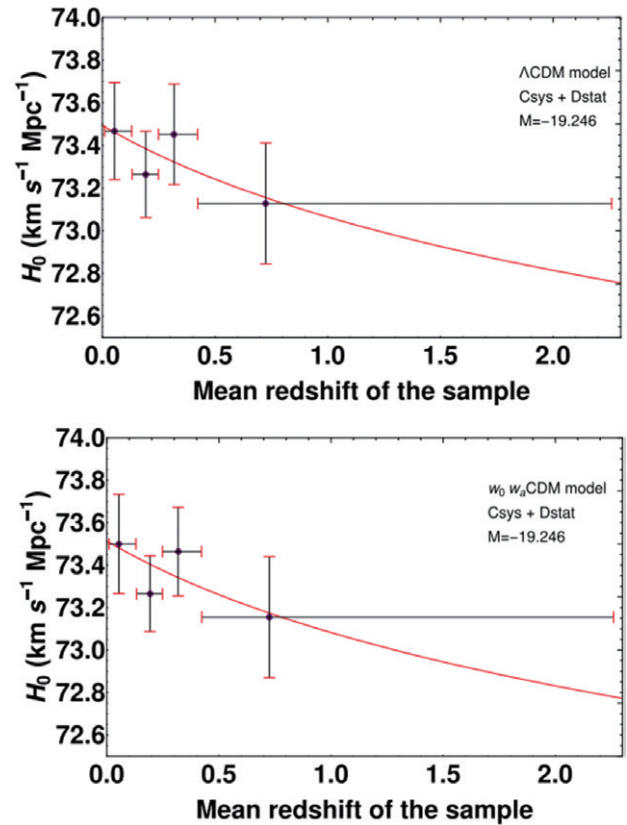 74.0
73.8
73.6
73.4
73.2
73.0
72.8
72.6
H₀ (km s⁻¹ Mpc⁻¹)
ΛCDM model
Csys + Dstat
M=−19.246
0.0 0.5 1.0 1.5 2.0
Mean redshift of the sample
74.0
73.8
73.6
73.4
73.2
73.0
72.8
72.6
H₀ (km s⁻¹ Mpc⁻¹)
w₀ wₐCDM model
Csys + Dstat
M=−19.246
0.0 0.5 1.0 1.5 2.0
Mean redshift of the sample